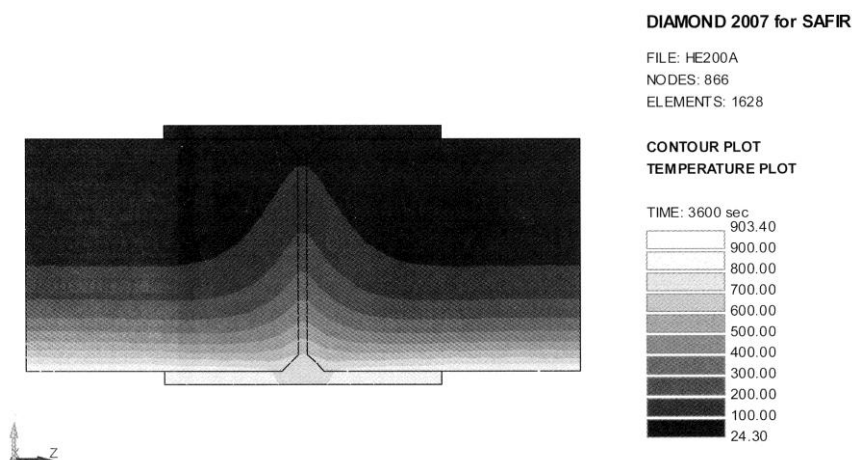 DIAMOND 2007 for SAFIR
FILE: HE200A
NODES: 866
ELEMENTS: 1628
CONTOUR PLOT
TEMPERATURE PLOT
TIME: 3600 sec
903.40
900.00
800.00
700.00
600.00
500.00
400.00
300.00
200.00
100.00
24.30
Z